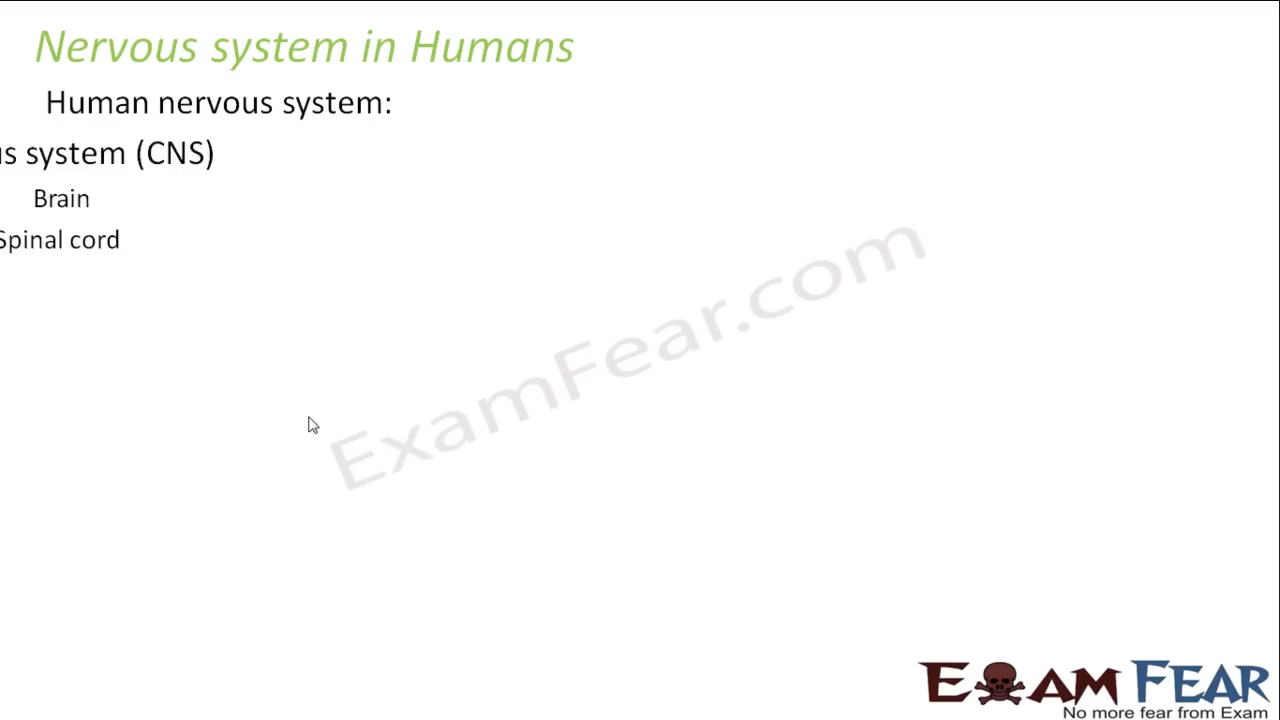 Nervous system in Humans
Human nervous system:
us system (CNS)
Brain
Spinal cord
ExamFear.com
EXAM FEAR
No more fear from Exam